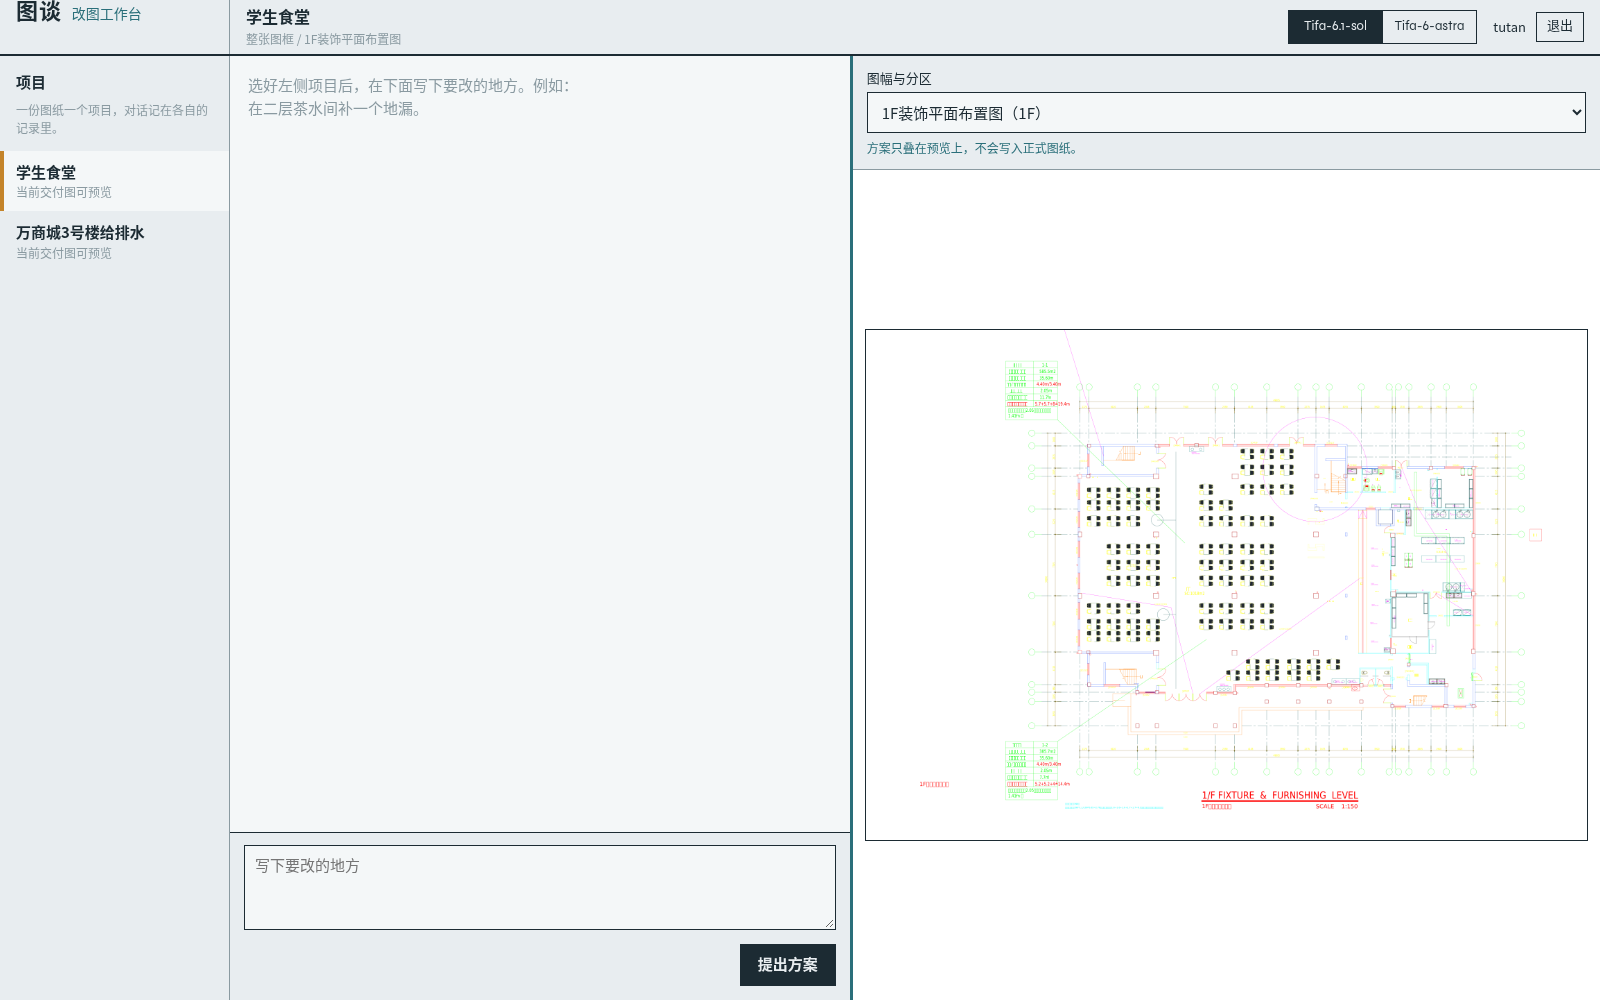 图谈 改图工作台
学生食堂
整张图框 / 1F装饰平面布置图
Tifa-6.1-sol
Tifa-6-astra
tutan
退出
项目
一份图纸一个项目，对话记在各自的
记录里。
学生食堂
当前交付图可预览
万商城3号楼给排水
当前交付图可预览
选好左侧项目后，在下面写下要改的地方。例如：
在二层茶水间补一个地漏。
写下要改的地方
提出方案
图幅与分区
1F装饰平面布置图（1F）
方案只叠在预览上，不会写入正式图纸。
1/F FIXTURE & FURNISHING LEVEL
SCALE 1:150